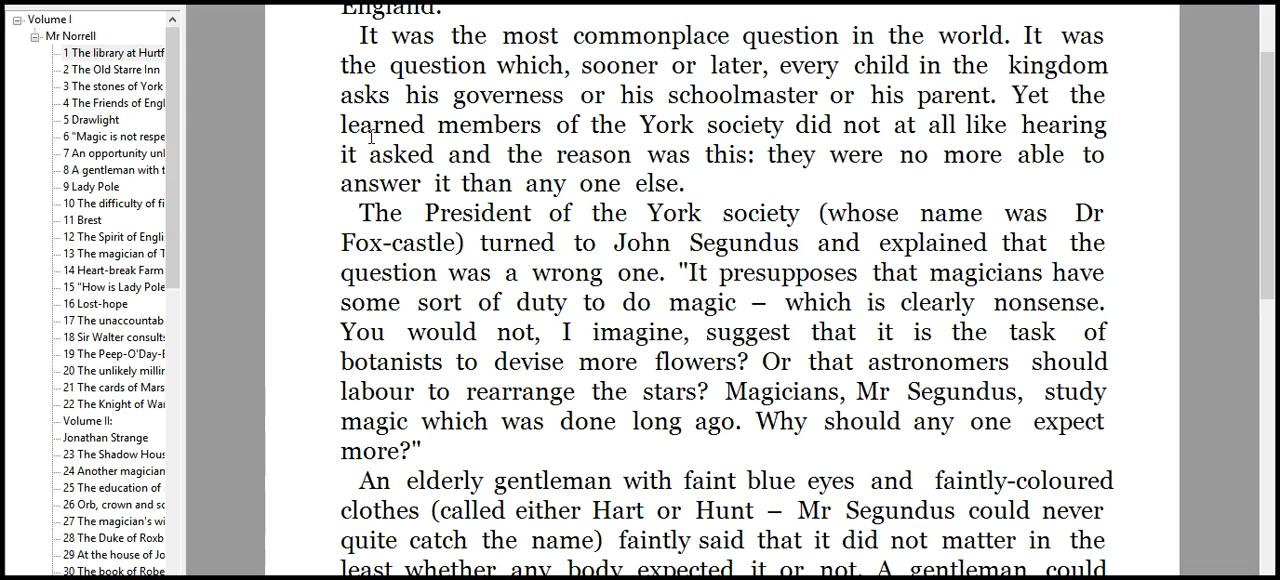 Volume I
Mr Norrell
1 The library at Hurtf
2 The Old Starre Inn
3 The stones of York
4 The Friends of Engl
5 Drawlight
6 "Magic is not respe
7 An opportunity unl
8 A gentleman with t
9 Lady Pole
10 The difficulty of fi
11 Brest
12 The Spirit of Engli
13 The magician of T
14 Heart-break Farm
15 "How is Lady Pole
16 Lost-hope
17 The unaccountab
18 Sir Walter consults
19 The Peep-O'Day-B
20 The unlikely millin
21 The cards of Mars
22 The Knight of Wan
Volume II:
Jonathan Strange
23 The Shadow Hous
24 Another magician
25 The education of
26 Orb, crown and sc
27 The magician's wi
28 The Duke of Roxb
29 At the house of Jo
30 The book of Robe
England.
It was the most commonplace question in the world. It was
the question which, sooner or later, every child in the kingdom
asks his governess or his schoolmaster or his parent. Yet the
learned members of the York society did not at all like hearing
it asked and the reason was this: they were no more able to
answer it than any one else.
The President of the York society (whose name was Dr
Fox-castle) turned to John Segundus and explained that the
question was a wrong one. "It presupposes that magicians have
some sort of duty to do magic – which is clearly nonsense.
You would not, I imagine, suggest that it is the task of
botanists to devise more flowers? Or that astronomers should
labour to rearrange the stars? Magicians, Mr Segundus, study
magic which was done long ago. Why should any one expect
more?"
An elderly gentleman with faint blue eyes and faintly-coloured
clothes (called either Hart or Hunt – Mr Segundus could never
quite catch the name) faintly said that it did not matter in the
least whether any body expected it or not. A gentleman could